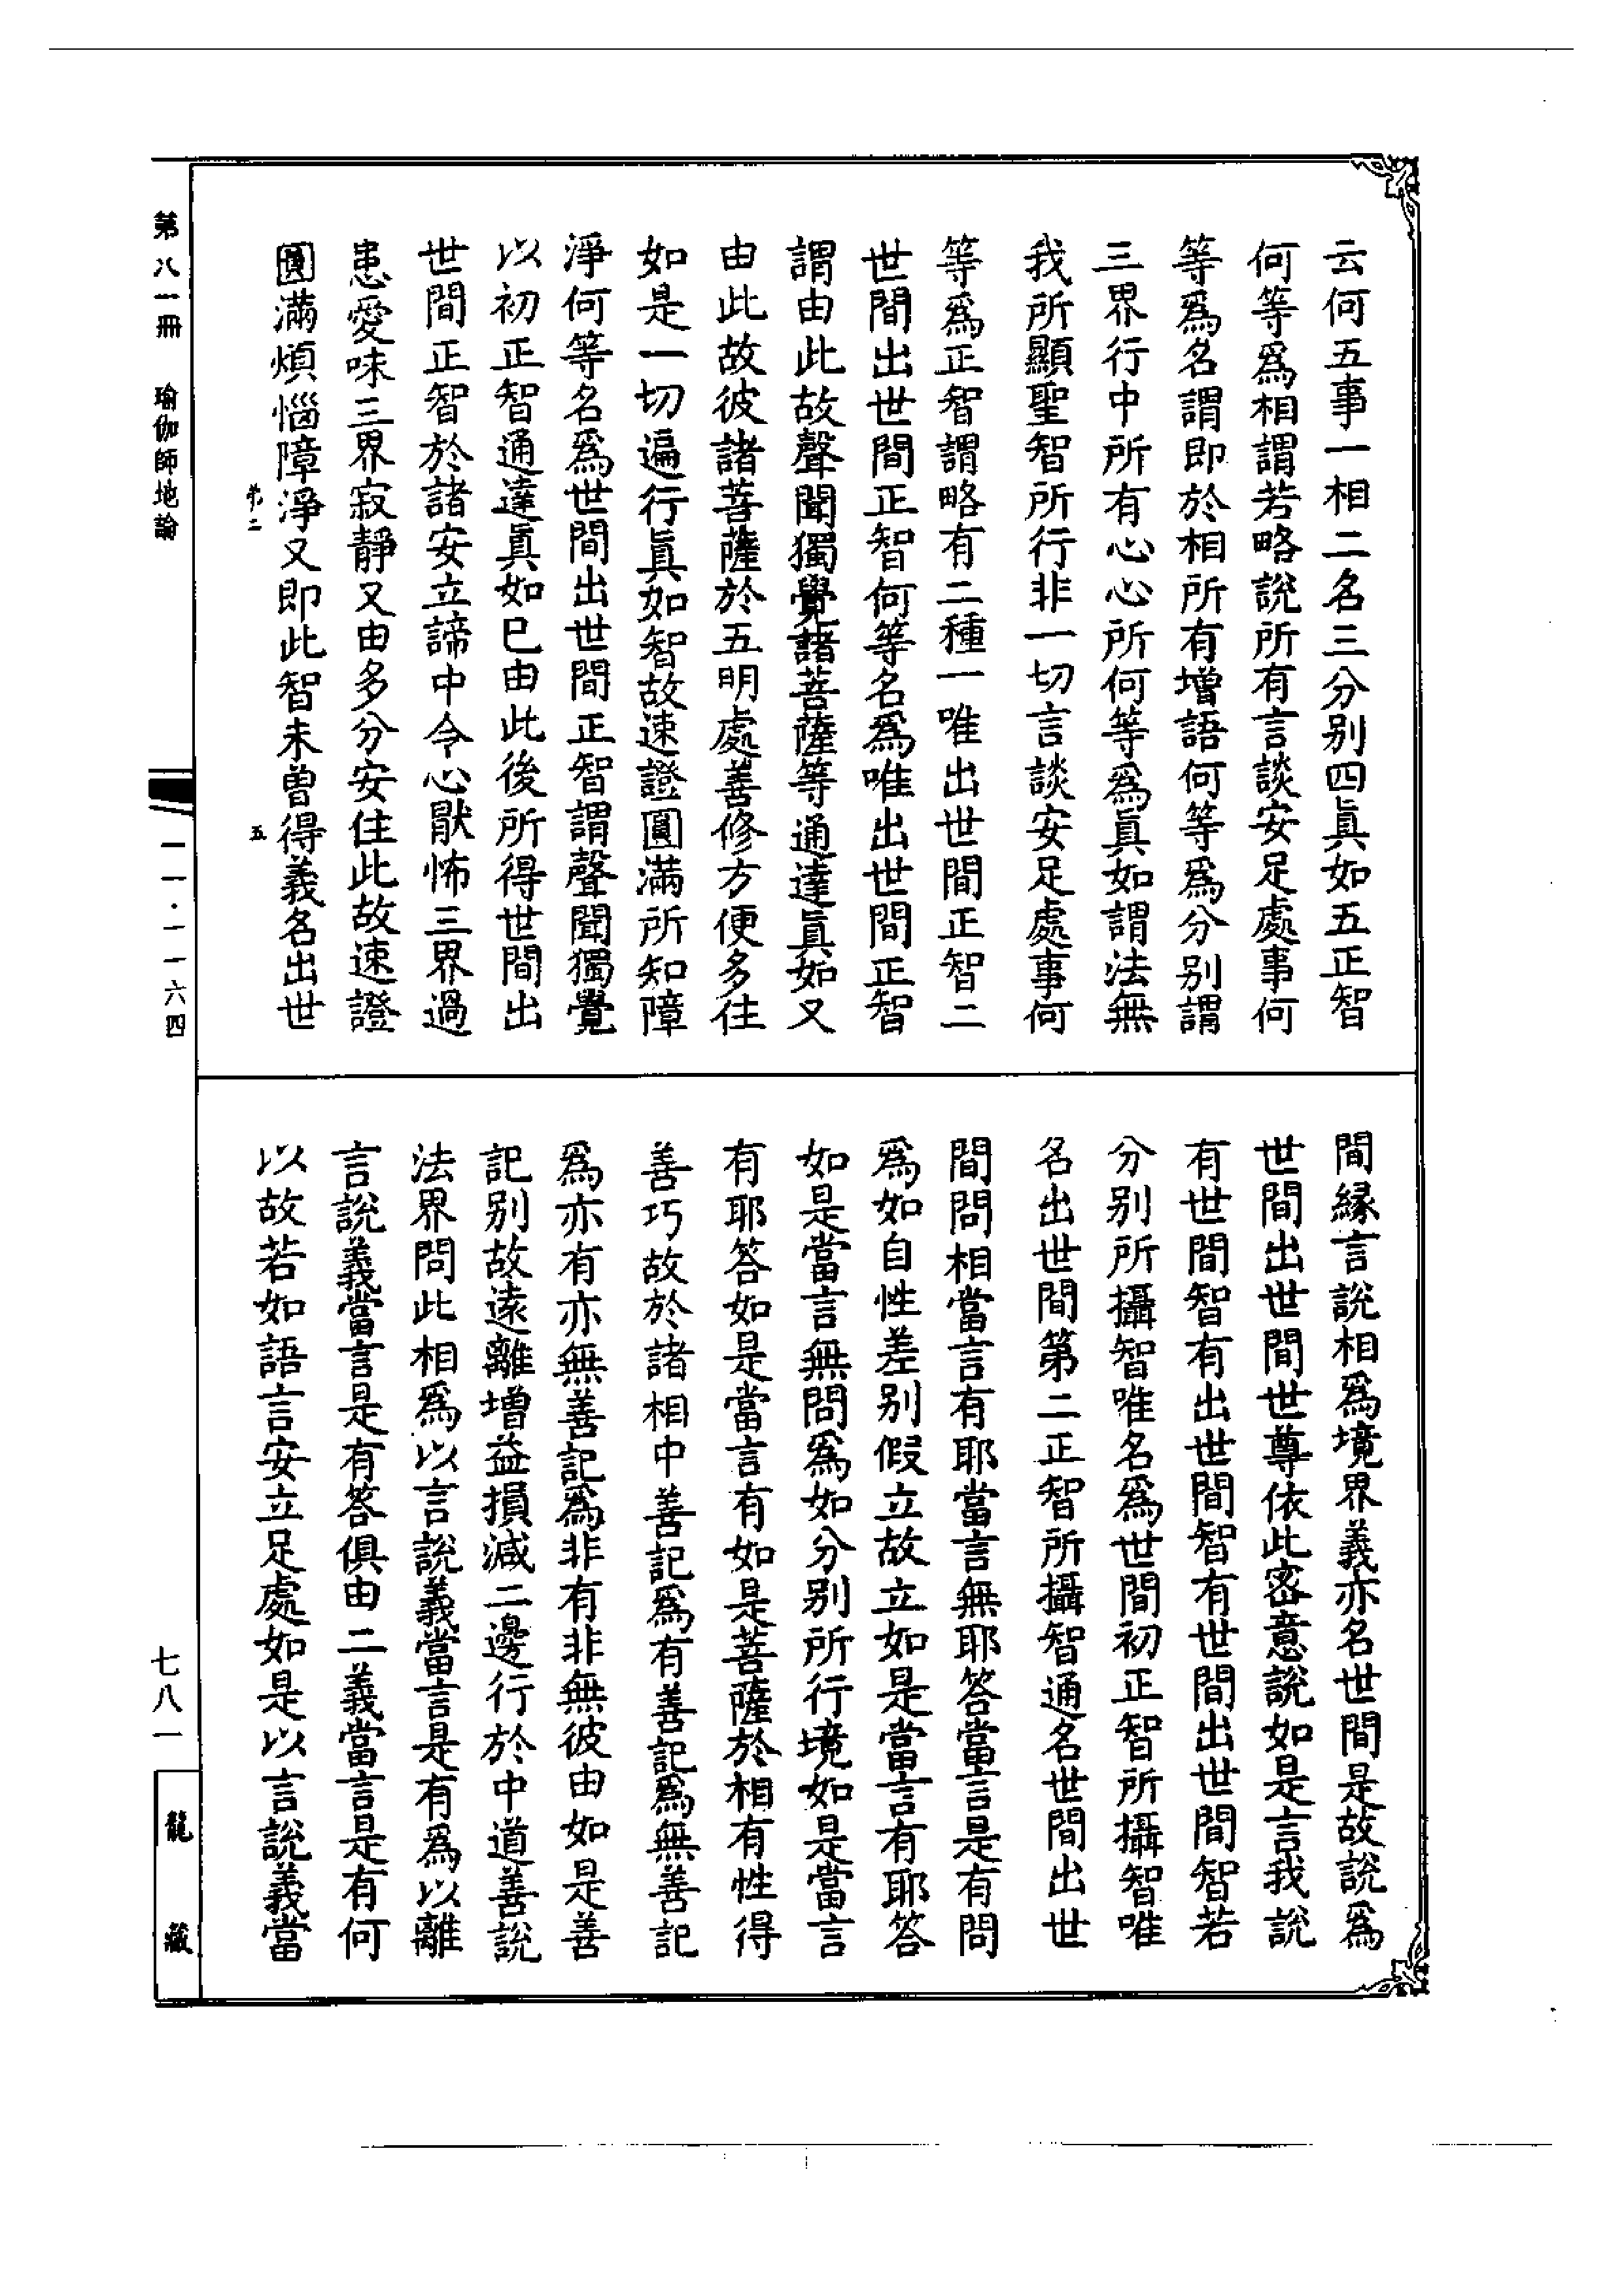 云何五事一相二名三分别四眞如五正智
何等爲相謂若略說所有言談安足處事何
等爲名謂即於相所有增語何等爲分别謂
三界行中所有心心所何等爲眞如謂法無
我所顯聖智所行非一切言談安足處事何
等爲正智謂略有二種一唯出世間正智二
世間出世間正智何等名爲唯出世間正智
謂由此故聲聞獨覺諸菩薩等通達眞如又
由此故彼諸菩薩於五明處善修方便多住
如是一切遍行眞如智故速證圓滿所知障
淨何等名爲世間出世間正智謂聲聞獨覺
以初正智通達眞如已由此後所得世間出
世間正智於諸安立諦中令心厭怖三界過
患愛味三界寂靜又由多分安住此故速證
圓滿煩惱障淨又即此智未曾得義名出世
間縁言說相爲境界義亦名世間是故說爲
世間出世間世尊依此密意說如是言我說
有世間智有出世間智有世間出世間智若
分别所攝智唯名爲世間初正智所攝智唯
名出世間第二正智所攝智通名世間出世
間問相當言有耶當言無耶答當言是有問
爲如自性差别假立故立如是當言有耶答
如是當言無問爲如分别所行境如是當言
有耶答如是當言有如是菩薩於相有性得
善巧故於諸相中善記爲有善記爲無善記
爲亦有亦無善記爲非有非無彼由如是善
記别故遠離增益損減二邊行於中道善說
法界問此相爲以言說義當言是有爲以離
言說義當言是有答俱由二義當言是有何
以故若如語言安立足處如是以言說義當
第八一冊 瑜伽師地論
弟二
五
一一·一一六四
七八一
龍藏